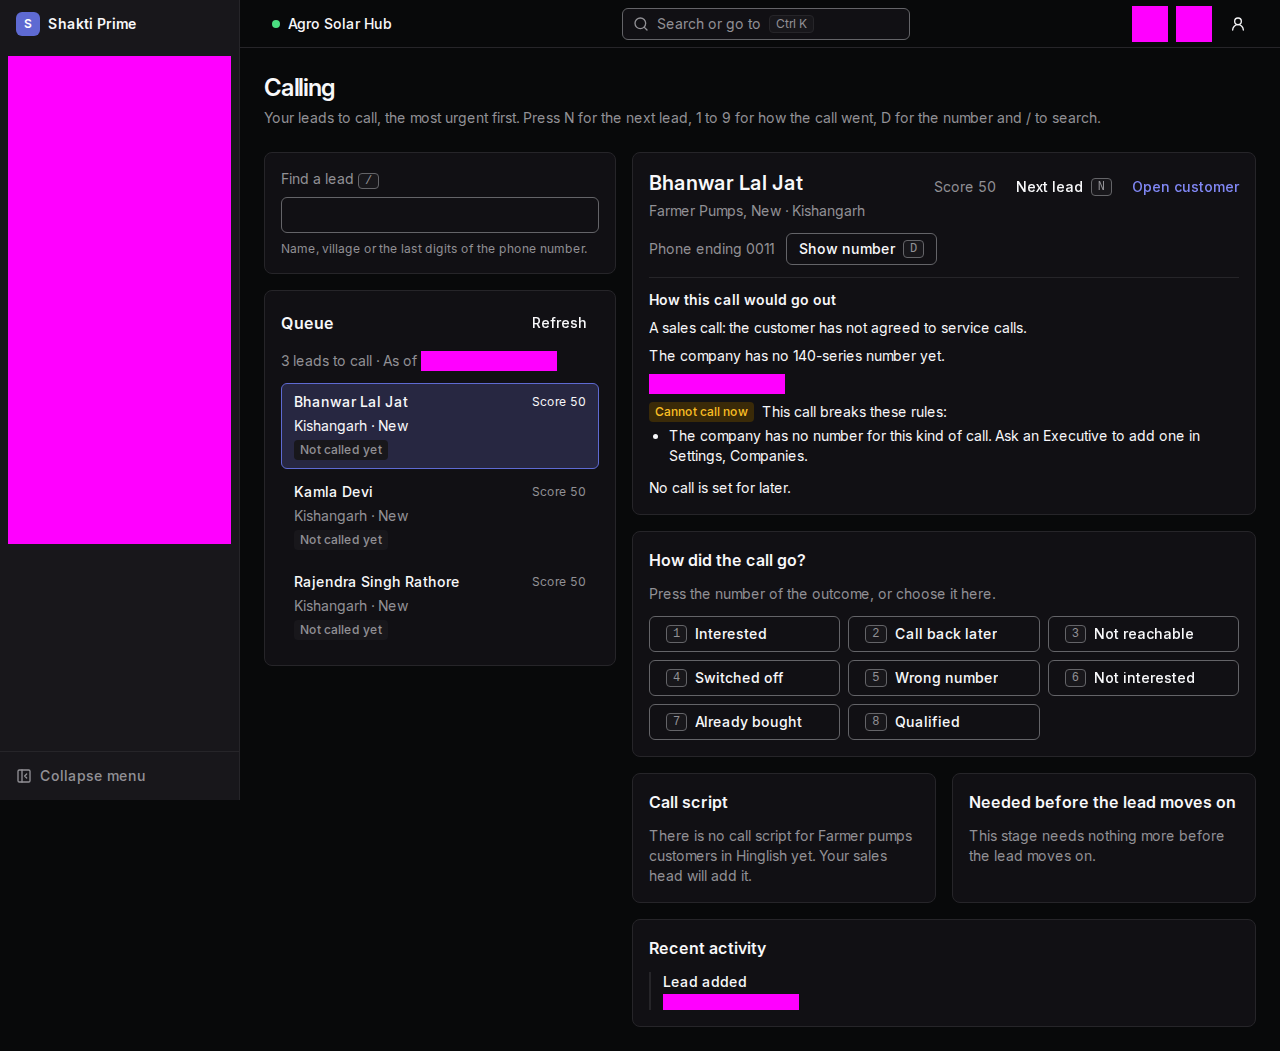 S Shakti Prime
Agro Solar Hub
Search or go to Ctrl K
Calling
Your leads to call, the most urgent first. Press N for the next lead, 1 to 9 for how the call went, D for the number and / to search.
Find a lead /
Name, village or the last digits of the phone number.
Queue
Refresh
3 leads to call · As of
Bhanwar Lal Jat
Score 50
Kishangarh · New
Not called yet
Kamla Devi
Score 50
Kishangarh · New
Not called yet
Rajendra Singh Rathore
Score 50
Kishangarh · New
Not called yet
Collapse menu
Bhanwar Lal Jat
Score 50
Next lead N
Open customer
Farmer Pumps, New · Kishangarh
Phone ending 0011
Show number D
How this call would go out
A sales call: the customer has not agreed to service calls.
The company has no 140-series number yet.
Cannot call now This call breaks these rules:
• The company has no number for this kind of call. Ask an Executive to add one in
Settings, Companies.
No call is set for later.
How did the call go?
Press the number of the outcome, or choose it here.
1 Interested
2 Call back later
3 Not reachable
4 Switched off
5 Wrong number
6 Not interested
7 Already bought
8 Qualified
Call script
There is no call script for Farmer pumps
customers in Hinglish yet. Your sales
head will add it.
Needed before the lead moves on
This stage needs nothing more before
the lead moves on.
Recent activity
Lead added